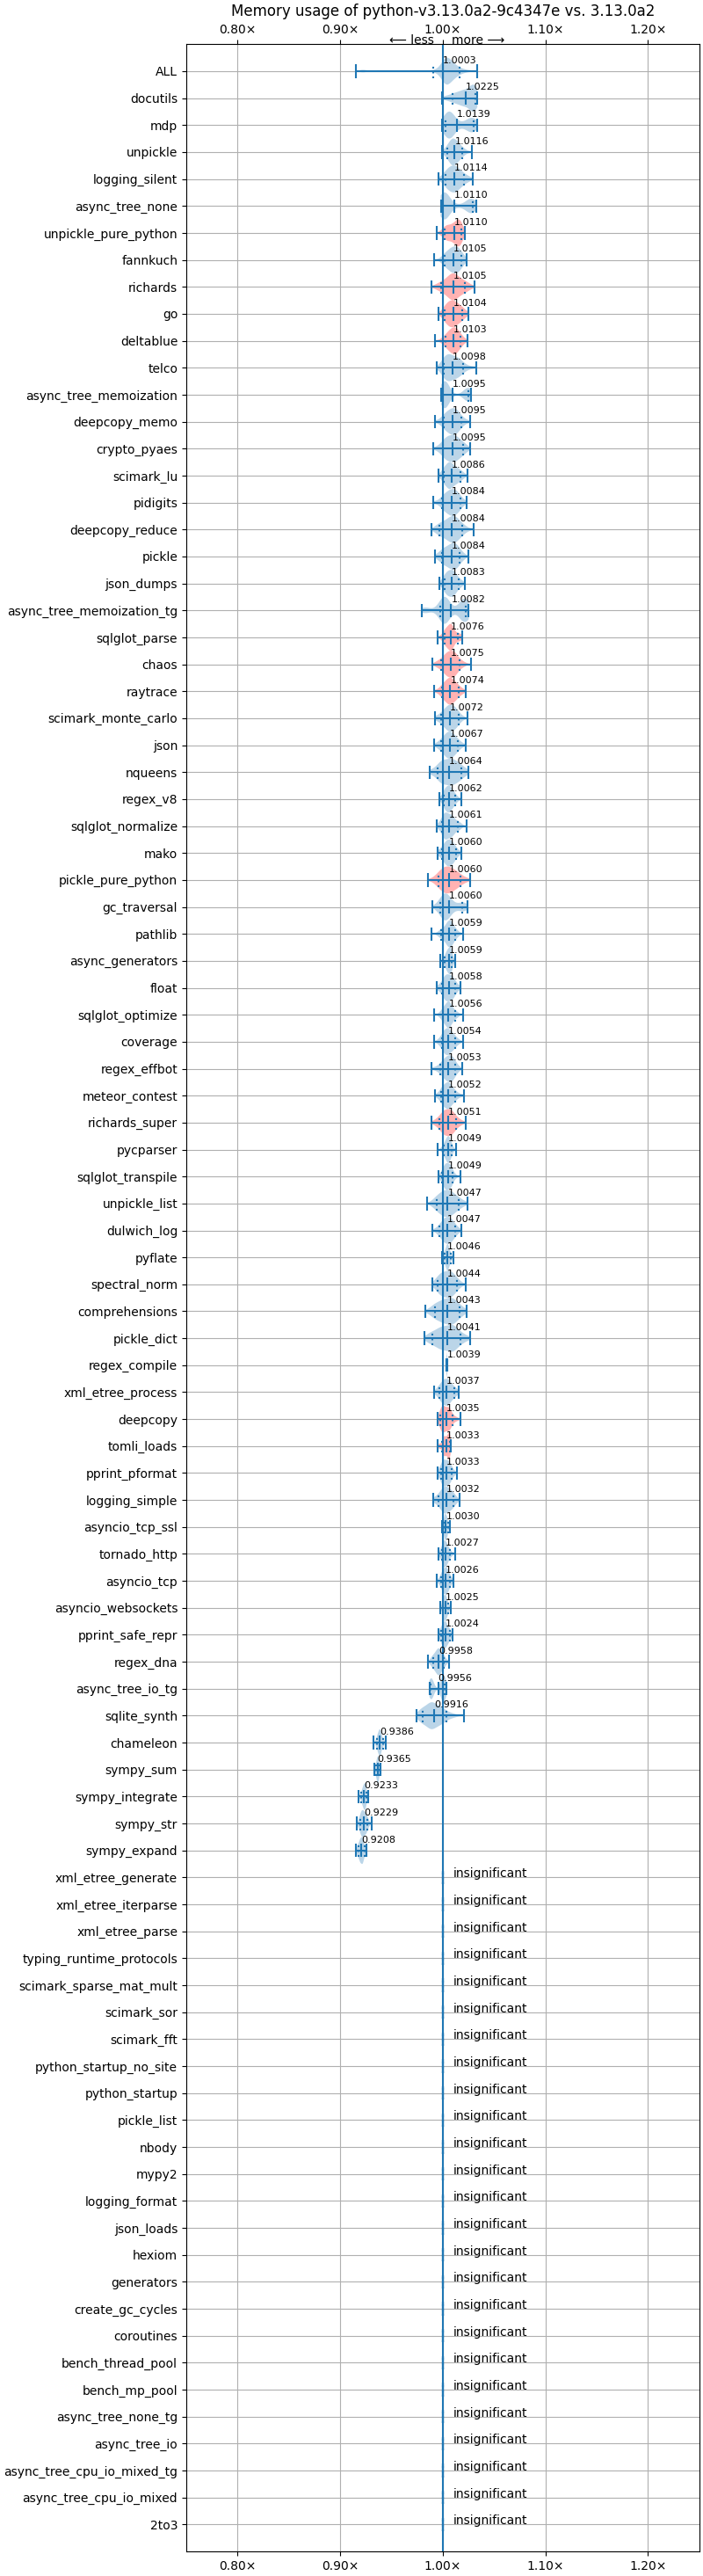 Memory usage of python-v3.13.0a2-9c4347e vs. 3.13.0a2
0.80× 0.90× 1.00× 1.10× 1.20×
⟵ less more ⟶
ALL 1.0003
docutils 1.0225
mdp 1.0139
unpickle 1.0116
logging_silent 1.0114
async_tree_none 1.0110
unpickle_pure_python 1.0110
fannkuch 1.0105
richards 1.0105
go 1.0104
deltablue 1.0103
telco 1.0098
async_tree_memoization 1.0095
deepcopy_memo 1.0095
crypto_pyaes 1.0095
scimark_lu 1.0086
pidigits 1.0084
deepcopy_reduce 1.0084
pickle 1.0084
json_dumps 1.0083
async_tree_memoization_tg 1.0082
sqlglot_parse 1.0076
chaos 1.0075
raytrace 1.0074
scimark_monte_carlo 1.0072
json 1.0067
nqueens 1.0064
regex_v8 1.0062
sqlglot_normalize 1.0061
mako 1.0060
pickle_pure_python 1.0060
gc_traversal 1.0060
pathlib 1.0059
async_generators 1.0059
float 1.0058
sqlglot_optimize 1.0056
coverage 1.0054
regex_effbot 1.0053
meteor_contest 1.0052
richards_super 1.0051
pycparser 1.0049
sqlglot_transpile 1.0049
unpickle_list 1.0047
dulwich_log 1.0047
pyflate 1.0046
spectral_norm 1.0044
comprehensions 1.0043
pickle_dict 1.0041
regex_compile 1.0039
xml_etree_process 1.0037
deepcopy 1.0035
tomli_loads 1.0033
pprint_pformat 1.0033
logging_simple 1.0032
asyncio_tcp_ssl 1.0030
tornado_http 1.0027
asyncio_tcp 1.0026
asyncio_websockets 1.0025
pprint_safe_repr 1.0024
regex_dna 0.9958
async_tree_io_tg 0.9956
sqlite_synth 0.9916
chameleon 0.9386
sympy_sum 0.9365
sympy_integrate 0.9233
sympy_str 0.9229
sympy_expand 0.9208
xml_etree_generate insignificant
xml_etree_iterparse insignificant
xml_etree_parse insignificant
typing_runtime_protocols insignificant
scimark_sparse_mat_mult insignificant
scimark_sor insignificant
scimark_fft insignificant
python_startup_no_site insignificant
python_startup insignificant
pickle_list insignificant
nbody insignificant
mypy2 insignificant
logging_format insignificant
json_loads insignificant
hexiom insignificant
generators insignificant
create_gc_cycles insignificant
coroutines insignificant
bench_thread_pool insignificant
bench_mp_pool insignificant
async_tree_none_tg insignificant
async_tree_io insignificant
async_tree_cpu_io_mixed_tg insignificant
async_tree_cpu_io_mixed insignificant
2to3 insignificant
0.80× 0.90× 1.00× 1.10× 1.20×